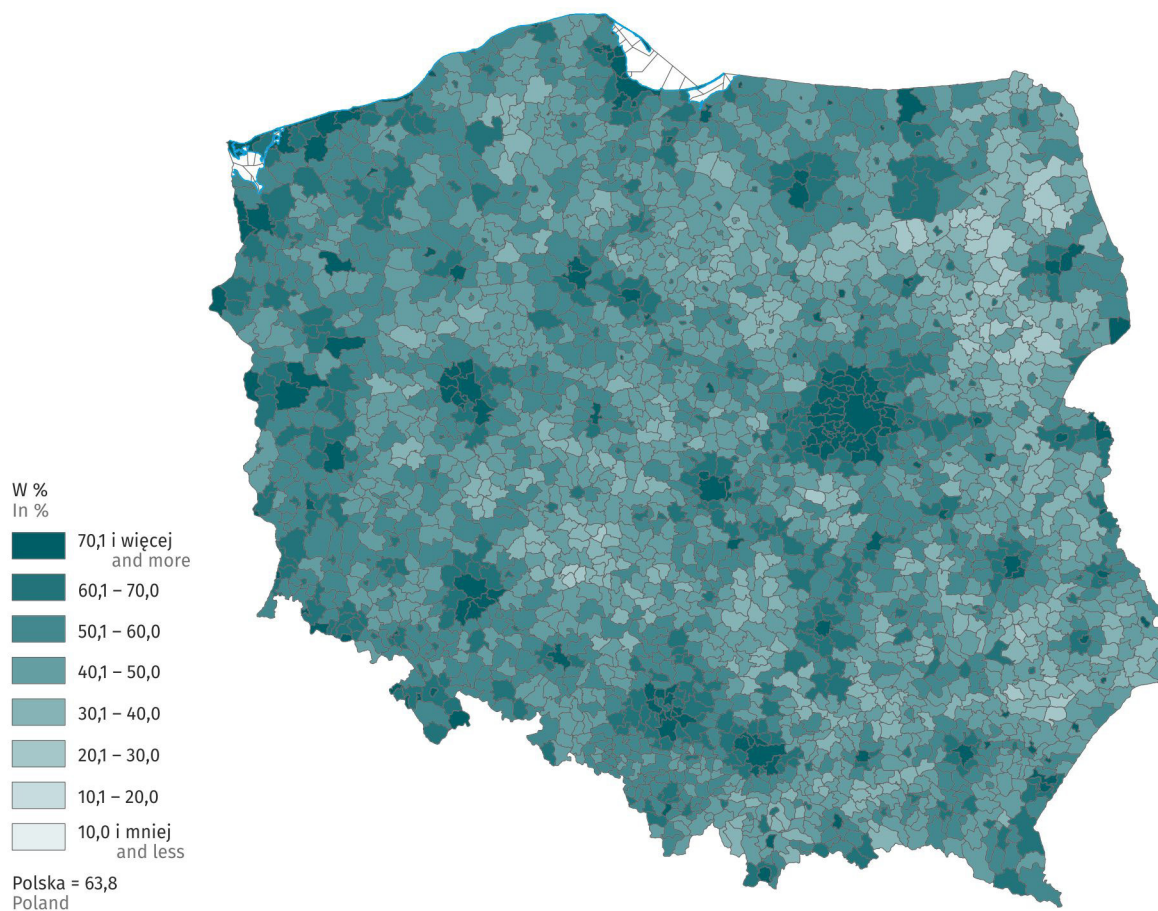 W %
In %
70,1 i więcej
and more
60,1 – 70,0
50,1 – 60,0
40,1 – 50,0
30,1 – 40,0
20,1 – 30,0
10,1 – 20,0
10,0 i mniej
and less
Polska = 63,8
Poland